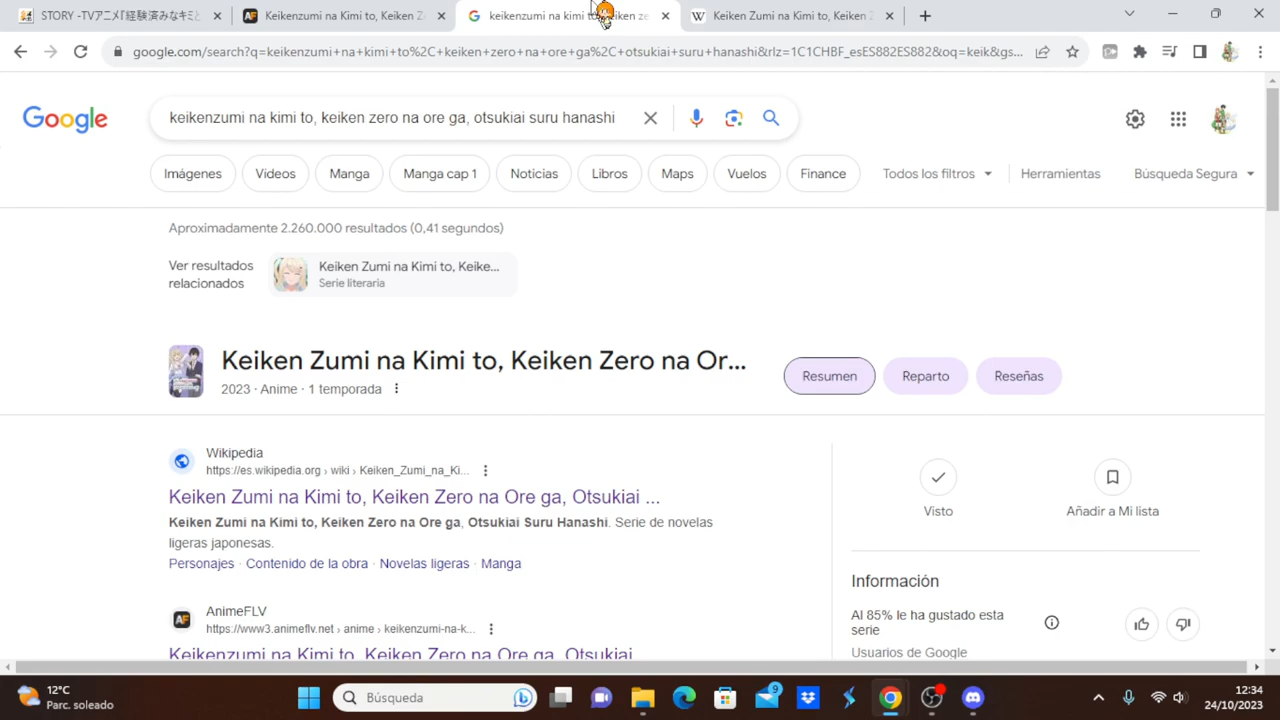 STORY -TVアニメ『経験済みなキミと
Keikenzumi na Kimi to, Keiken Z
keikenzumi na kimi to, keiken ze
Keiken Zumi na Kimi to, Keiken Z
google.com/search?q=keikenzumi+na+kimi+to%2C+keiken+zero+na+ore+ga%2C+otsukiai+suru+hanashi&rlz=1C1CHBF_esES882ES882&oq=keik&gs...
Google
keikenzumi na kimi to, keiken zero na ore ga, otsukiai suru hanashi
Imágenes
Videos
Manga
Manga cap 1
Noticias
Libros
Maps
Vuelos
Finance
Todos los filtros
Herramientas
Búsqueda Segura
Aproximadamente 2.260.000 resultados (0,41 segundos)
Ver resultados
relacionados
Keiken Zumi na Kimi to, Keike...
Serie literaria
Keiken Zumi na Kimi to, Keiken Zero na Or...
2023 · Anime · 1 temporada
Resumen
Reparto
Reseñas
Wikipedia
https://es.wikipedia.org › wiki › Keiken_Zumi_na_Ki...
Keiken Zumi na Kimi to, Keiken Zero na Ore ga, Otsukiai ...
Keiken Zumi na Kimi to, Keiken Zero na Ore ga, Otsukiai Suru Hanashi. Serie de novelas
ligeras japonesas.
Personajes · Contenido de la obra · Novelas ligeras · Manga
AnimeFLV
https://www3.animeflv.net › anime › keikenzumi-na-k...
Keikenzumi na Kimi to, Keiken Zero na Ore ga, Otsukiai
Visto
Añadir a Mi lista
Información
Al 85% le ha gustado esta
serie
Usuarios de Google
12°C
Parc. soleado
Búsqueda
9
12:34
24/10/2023